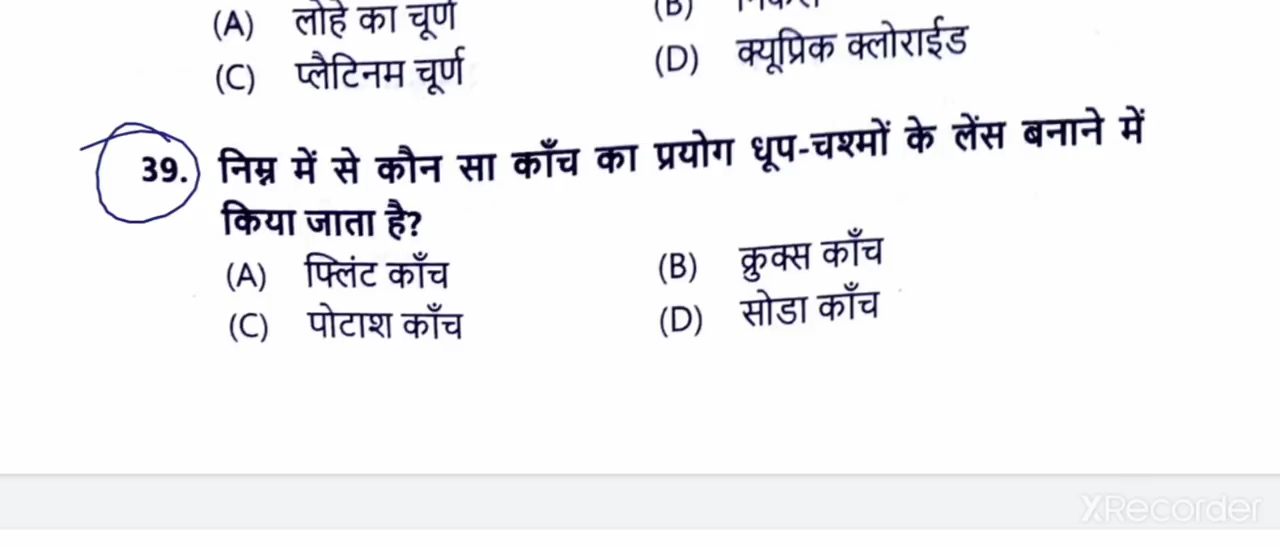 (A) लोहे का चूर्ण (B)
(C) प्लैटिनम चूर्ण (D) क्यूप्रिक क्लोराईड
39. निम्न में से कौन सा काँच का प्रयोग धूप-चश्मों के लेंस बनाने में
किया जाता है?
(A) फ्लिंट काँच (B) क्रुक्स काँच
(C) पोटाश काँच (D) सोडा काँच
XRecorder